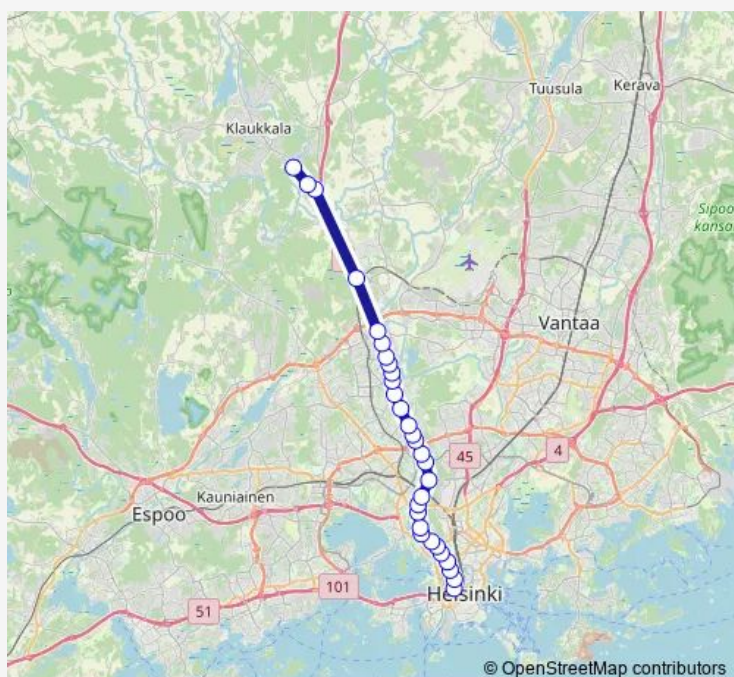 Tuusula
Kerava
Klaukkala
Sipoo
kansa
Vantaa
45
4
Kauniainen
Espoo
101
Helsinki
51
© OpenStreetMap contributors